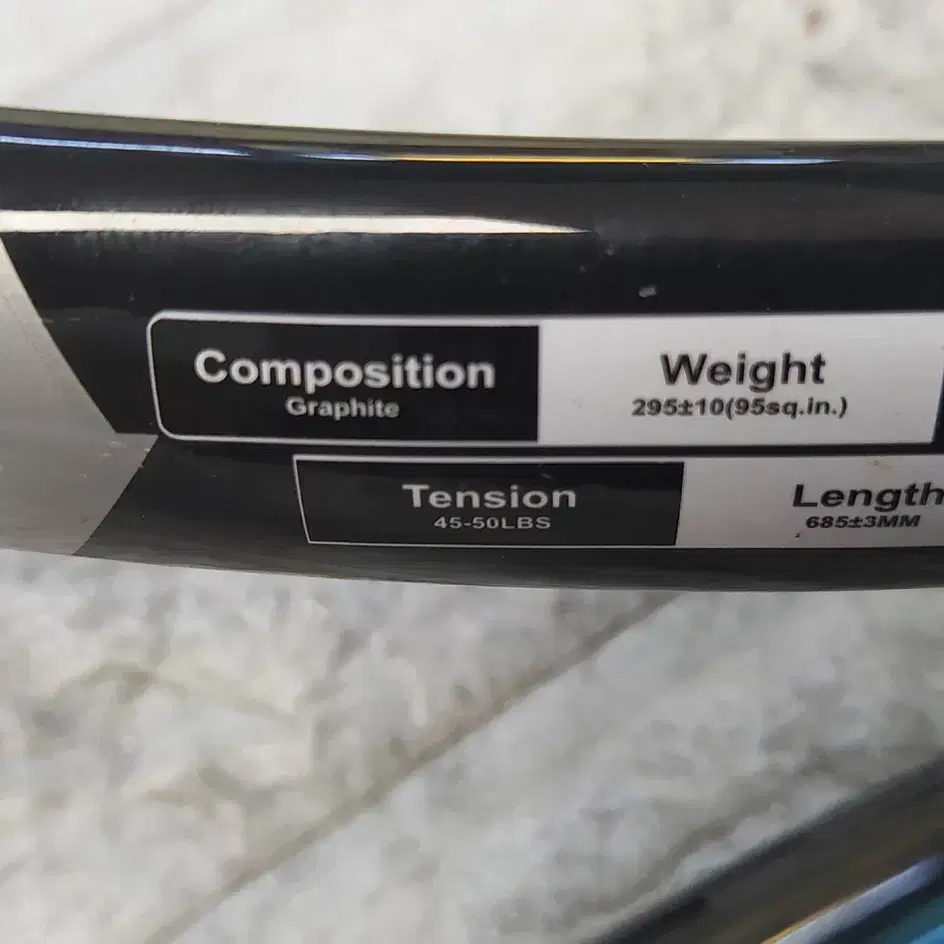 Composition
Graphite
Weight
295±10(95sq.in.)
Tension
45-50LBS
Length
685±3MM